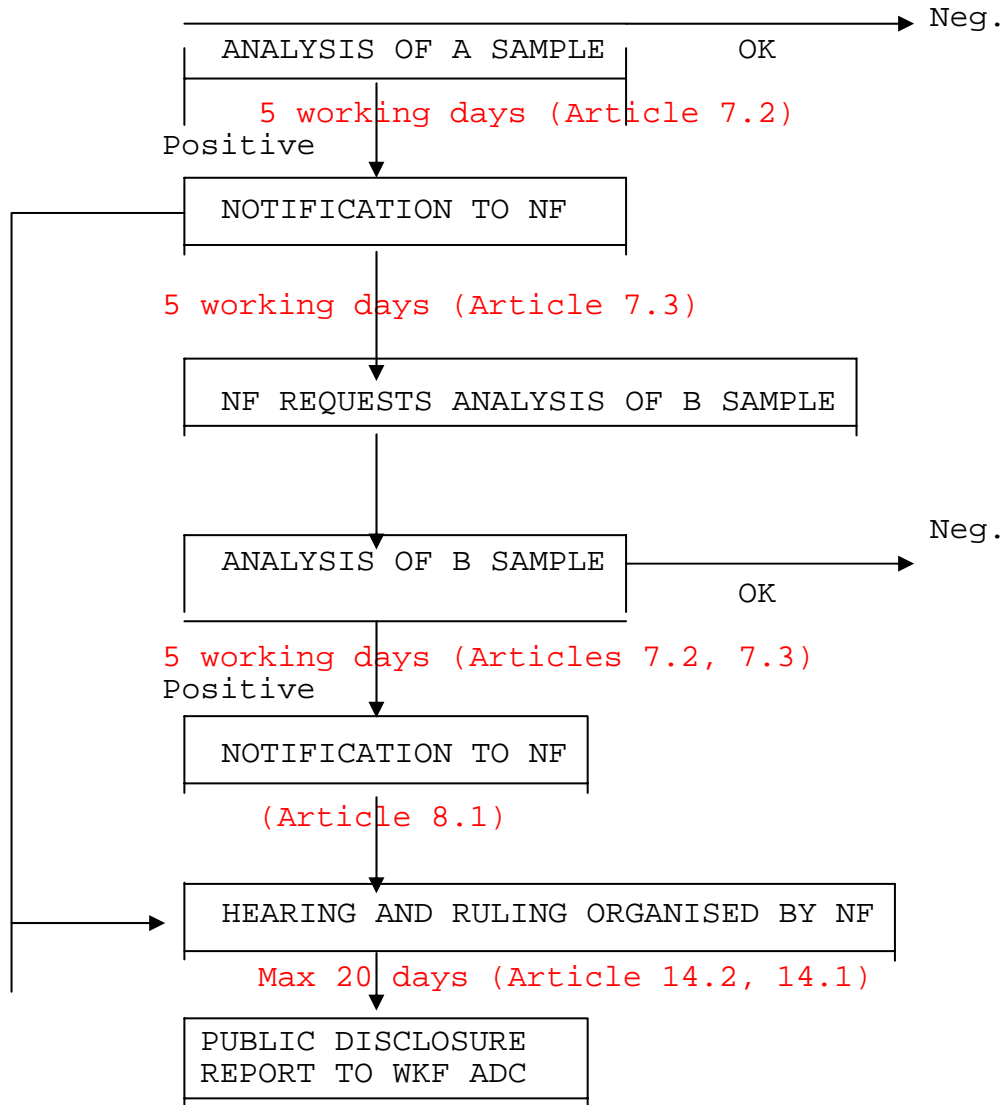 Neg.
ANALYSIS OF A SAMPLE OK
5 working days (Article 7.2)
Positive
NOTIFICATION TO NF
5 working days (Article 7.3)
NF REQUESTS ANALYSIS OF B SAMPLE
Neg.
ANALYSIS OF B SAMPLE
OK
5 working days (Articles 7.2, 7.3)
Positive
NOTIFICATION TO NF
(Article 8.1)
HEARING AND RULING ORGANISED BY NF
Max 20 days (Article 14.2, 14.1)
PUBLIC DISCLOSURE
REPORT TO WKF ADC